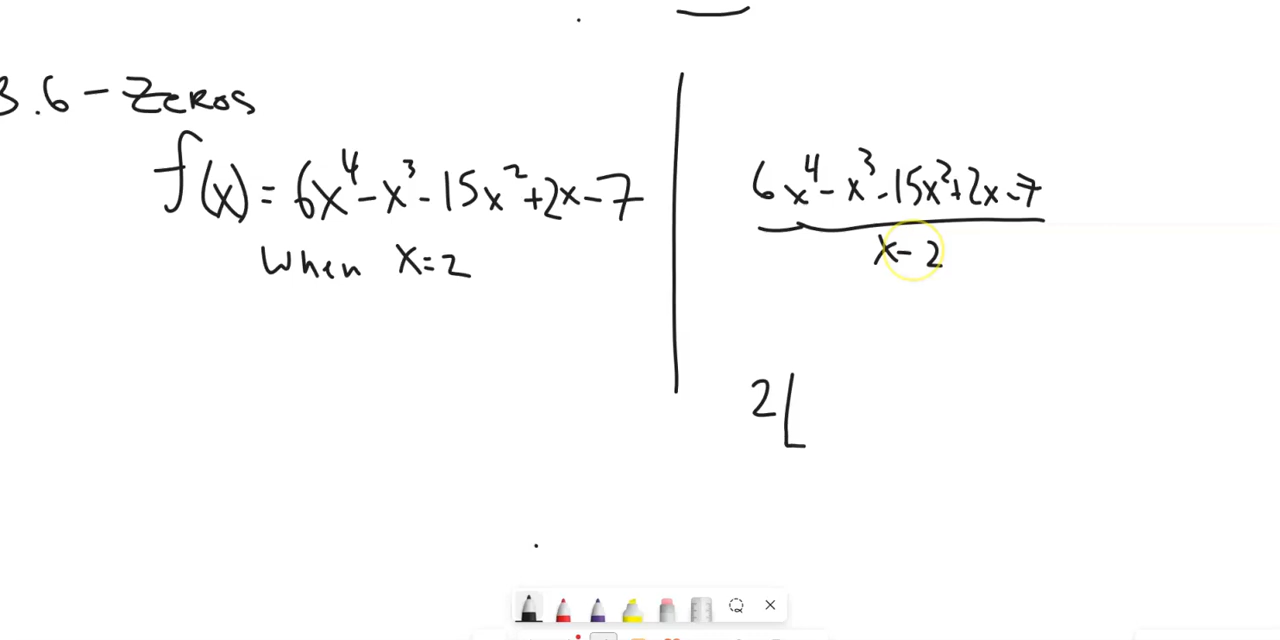 3.6 - Zeros
f(x) = 6x⁴ - x³ - 15x² + 2x - 7
When x = 2
6x⁴ - x³ - 15x² + 2x - 7
x - 2
2